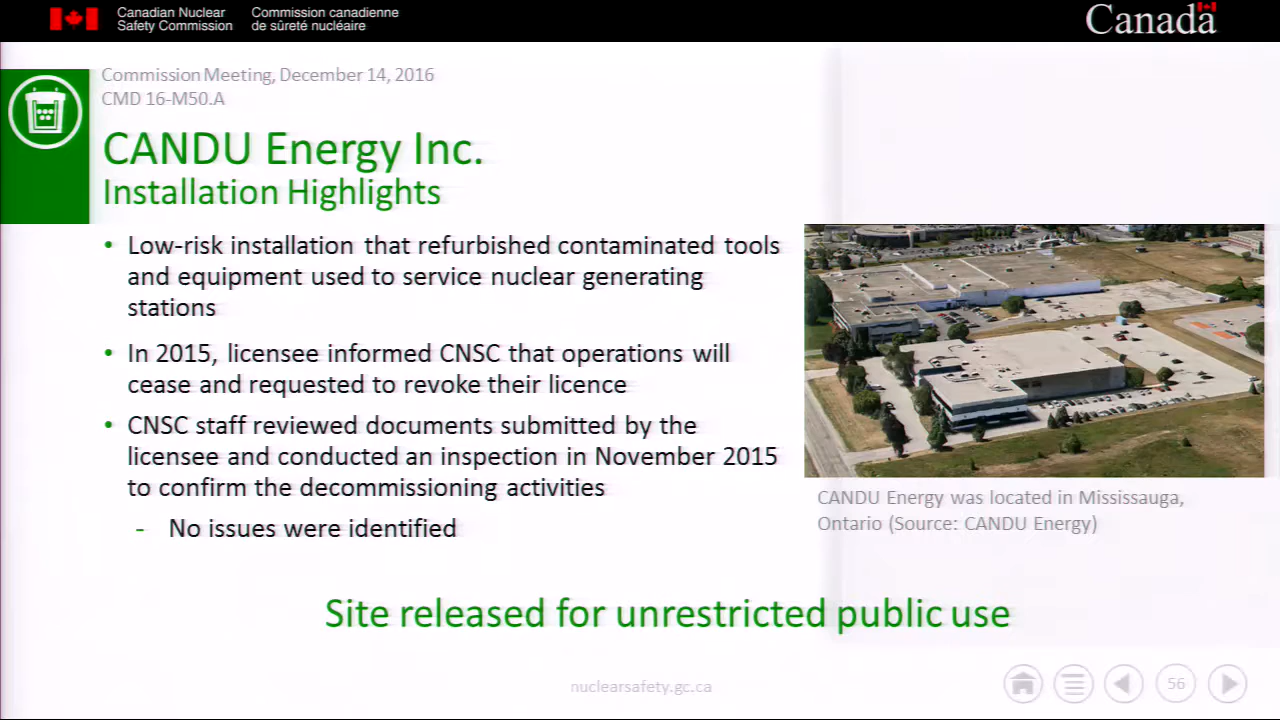 Canadian Nuclear
Safety Commission
Commission canadienne
de sûreté nucléaire
Canada
Commission Meeting, December 14, 2016
CMD 16-M50.A
CANDU Energy Inc.
Installation Highlights
• Low-risk installation that refurbished contaminated tools
and equipment used to service nuclear generating
stations
• In 2015, licensee informed CNSC that operations will
cease and requested to revoke their licence
• CNSC staff reviewed documents submitted by the
licensee and conducted an inspection in November 2015
to confirm the decommissioning activities
- No issues were identified
CANDU Energy was located in Mississauga,
Ontario (Source: CANDU Energy)
Site released for unrestricted public use
nuclearsafety.gc.ca
56